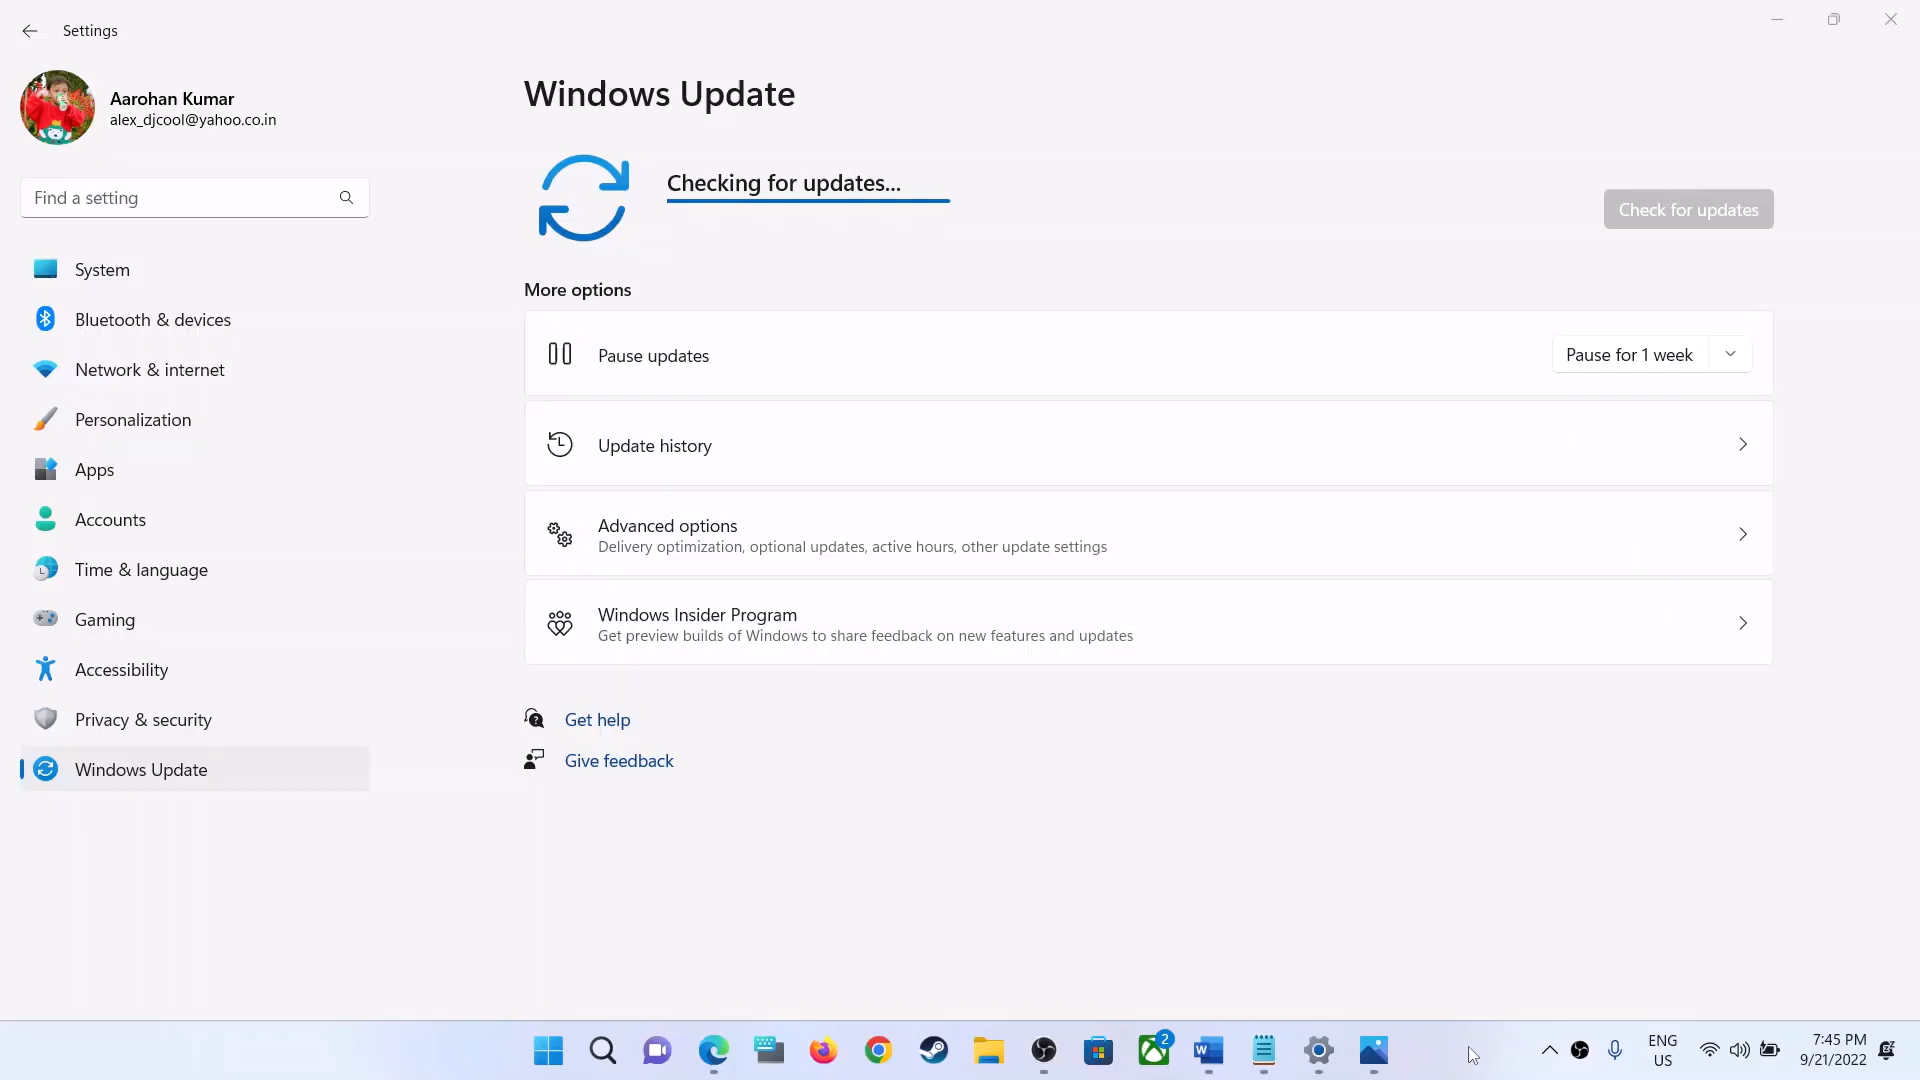 Settings
Aarohan Kumar
alex_djcool@yahoo.co.in
Find a setting
System
Bluetooth & devices
Network & internet
Personalization
Apps
Accounts
Time & language
Gaming
Accessibility
Privacy & security
Windows Update
Windows Update
Checking for updates...
Check for updates
More options
Pause updates
Pause for 1 week
Update history
Advanced options
Delivery optimization, optional updates, active hours, other update settings
Windows Insider Program
Get preview builds of Windows to share feedback on new features and updates
Get help
Give feedback
2
ENG
US
7:45 PM
9/21/2022